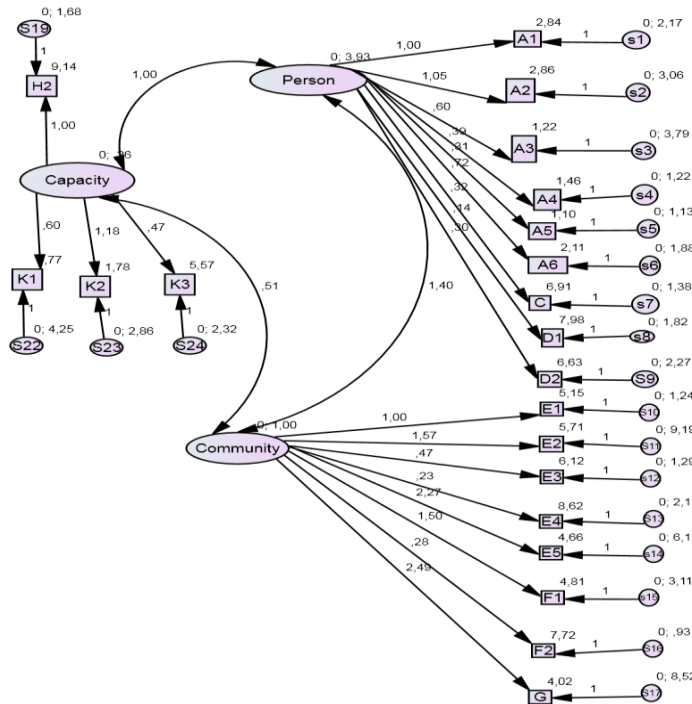 0; 1,68
S19
1
9,14
H2
1,00
1,00
0; 3,93
Person
Capacity
,60
1,18
,47
K1
1,78
K2
5,57
K3
1
1
1
0; 4,25
S22
0; 2,86
S23
0; 2,32
S24
,51
1,40
0; 1,00
Community
1,00
2,84
A1
1
0; 2,17
s1
1,05
2,86
A2
1
0; 3,06
s2
,60
1,22
A3
1
0; 3,79
s3
,39
1,46
A4
1
0; 1,22
s4
,31
1,10
A5
1
0; 1,13
s5
,72
2,11
A6
1
0; 1,88
s6
,32
6,91
C
1
0; 1,38
s7
,14
7,98
D1
1
0; 1,82
s8
,30
6,63
D2
1
0; 2,27
S9
1,00
5,15
E1
1
0; 1,24
S10
1,57
5,71
E2
1
0; 9,19
S11
,47
6,12
E3
1
0; 1,29
s12
,23
8,62
E4
1
S13
2,27
4,66
E5
1
s14
1,50
4,81
F1
1
0; 3,11
s15
,28
7,72
F2
1
0; ,93
S16
2,49
4,02
G
1
0; 8,52
S17